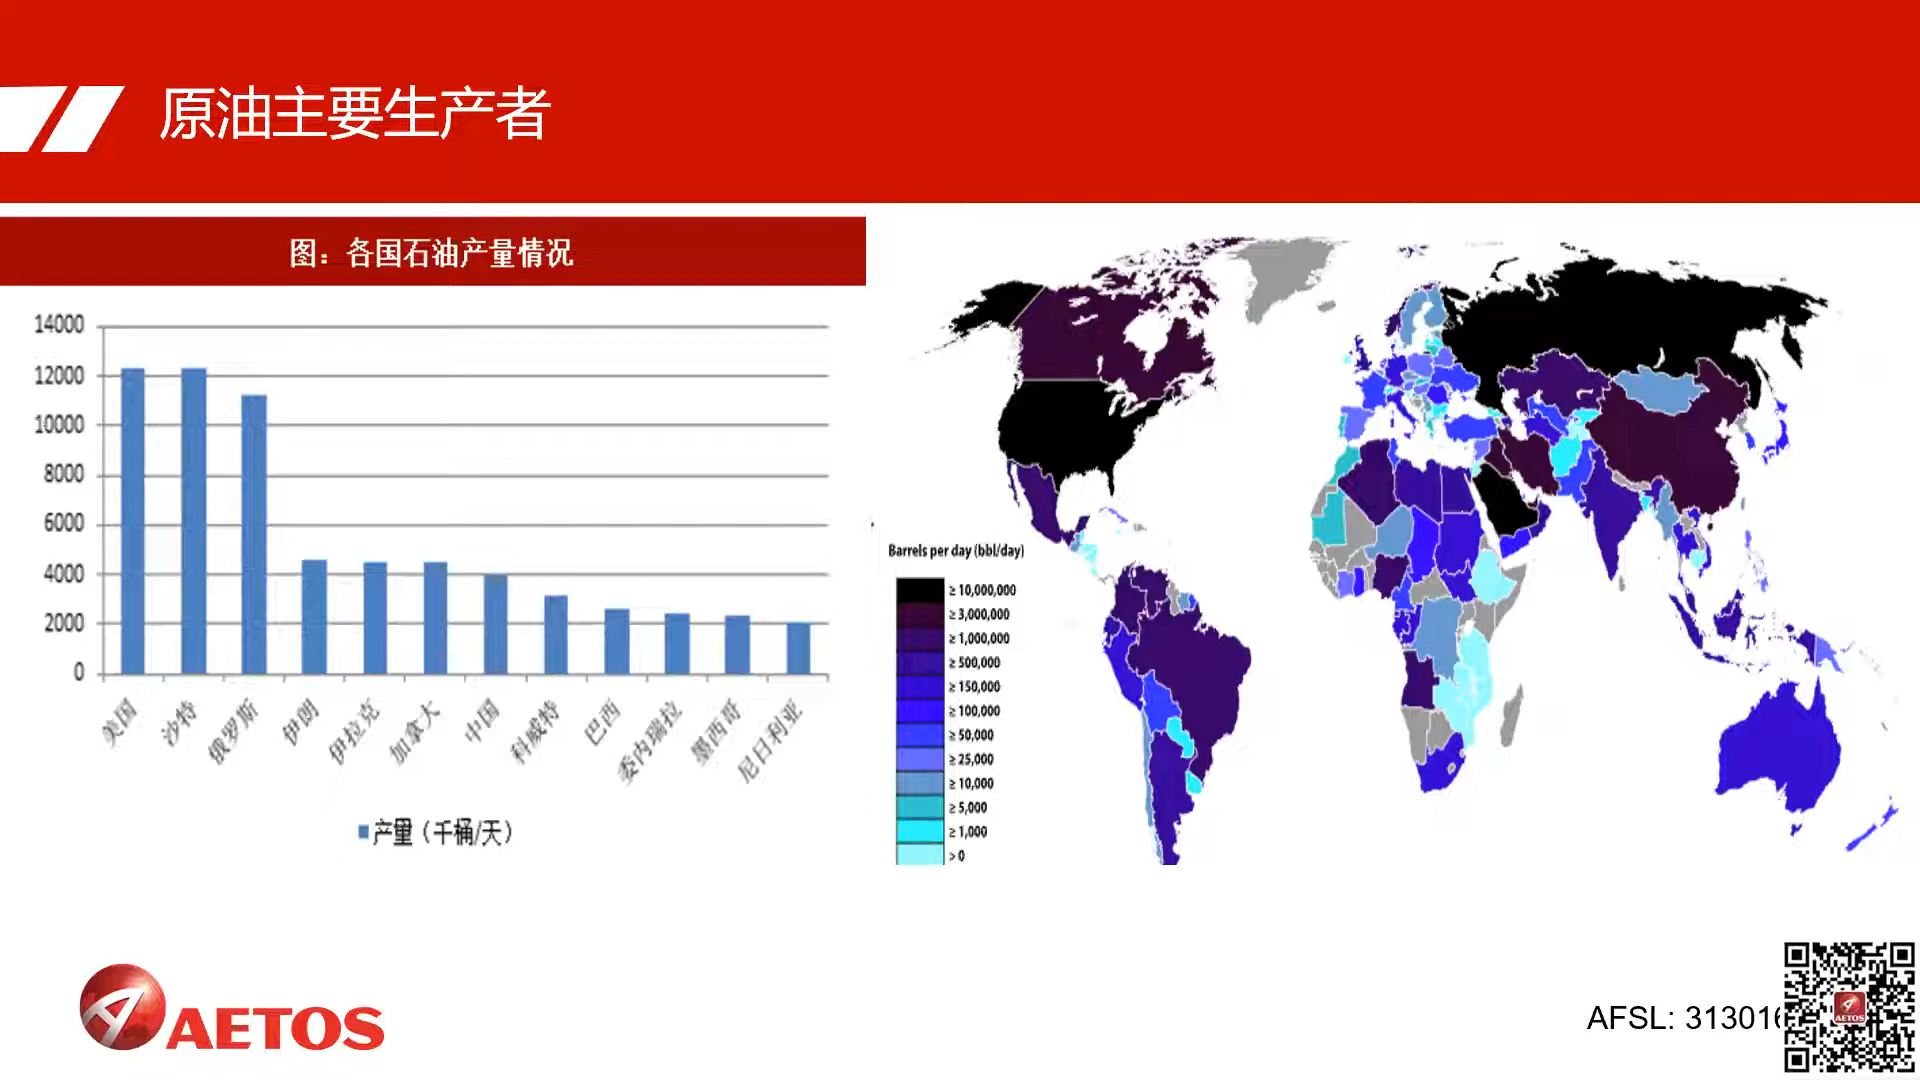 原油主要生产者
图：各国石油产量情况
14000
12000
10000
8000
6000
4000
2000
0
美国
沙特
俄罗斯
伊朗
伊拉克
加拿大
中国
科威特
巴西
委内瑞拉
墨西哥
尼日利亚
产量（千桶/天）
Barrels per day (bbl/day)
≥ 10,000,000
≥ 3,000,000
≥ 1,000,000
≥ 500,000
≥ 150,000
≥ 100,000
≥ 50,000
≥ 25,000
≥ 10,000
≥ 5,000
≥ 1,000
> 0
AETOS
AFSL: 313016
AETOS